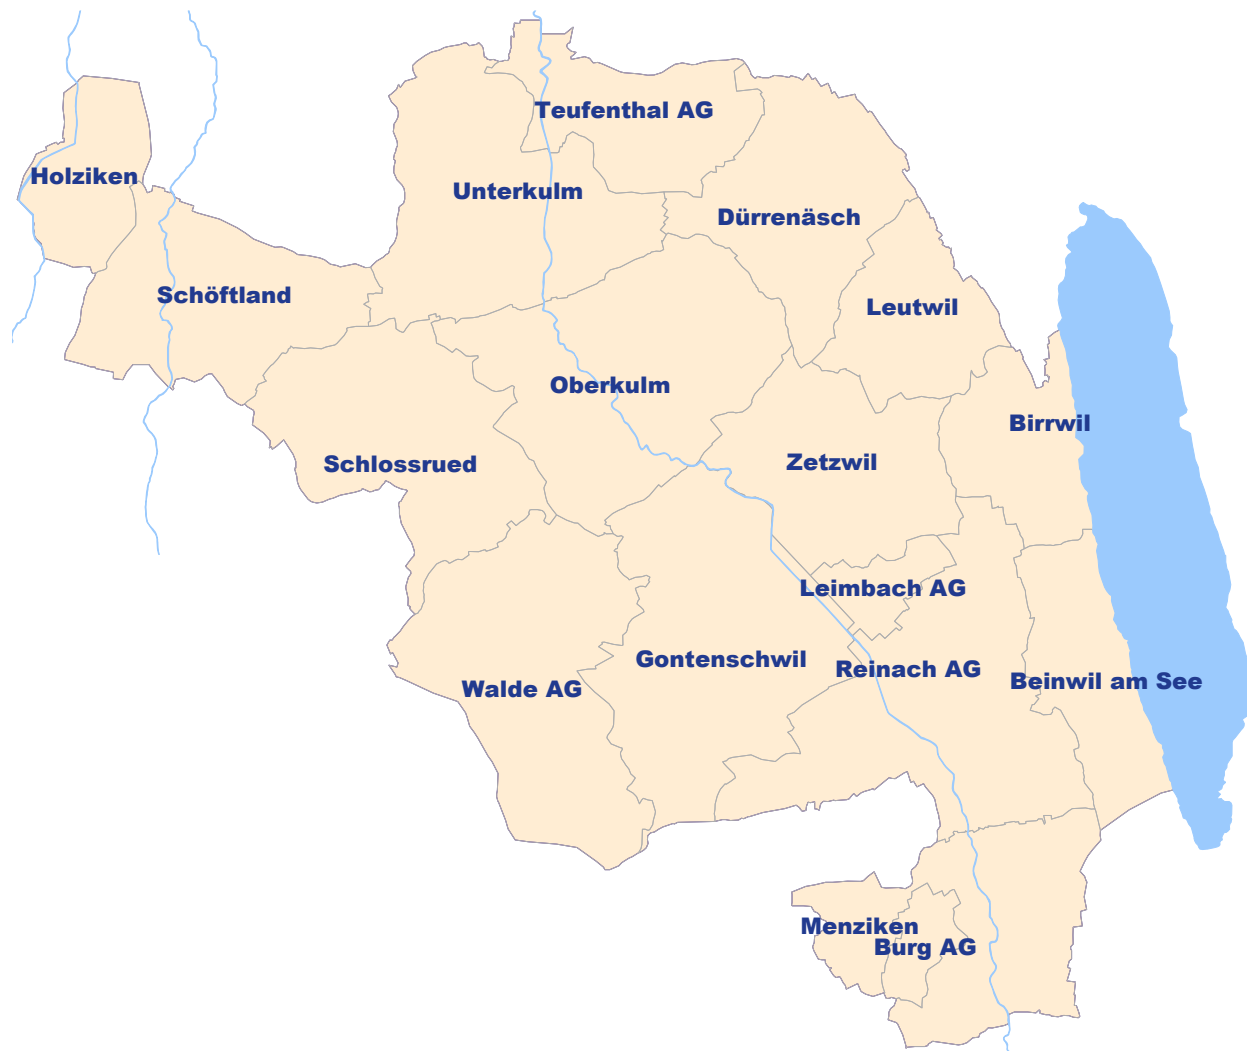 Teufenthal AG
Holziken
Unterkulm
Dürrenäsch
Schöftland
Leutwil
Oberkulm
Birrwil
Schlossrued
Zetzwil
Leimbach AG
Gontenschwil
Reinach AG
Walde AG
Beinwil am See
Menziken
Burg AG